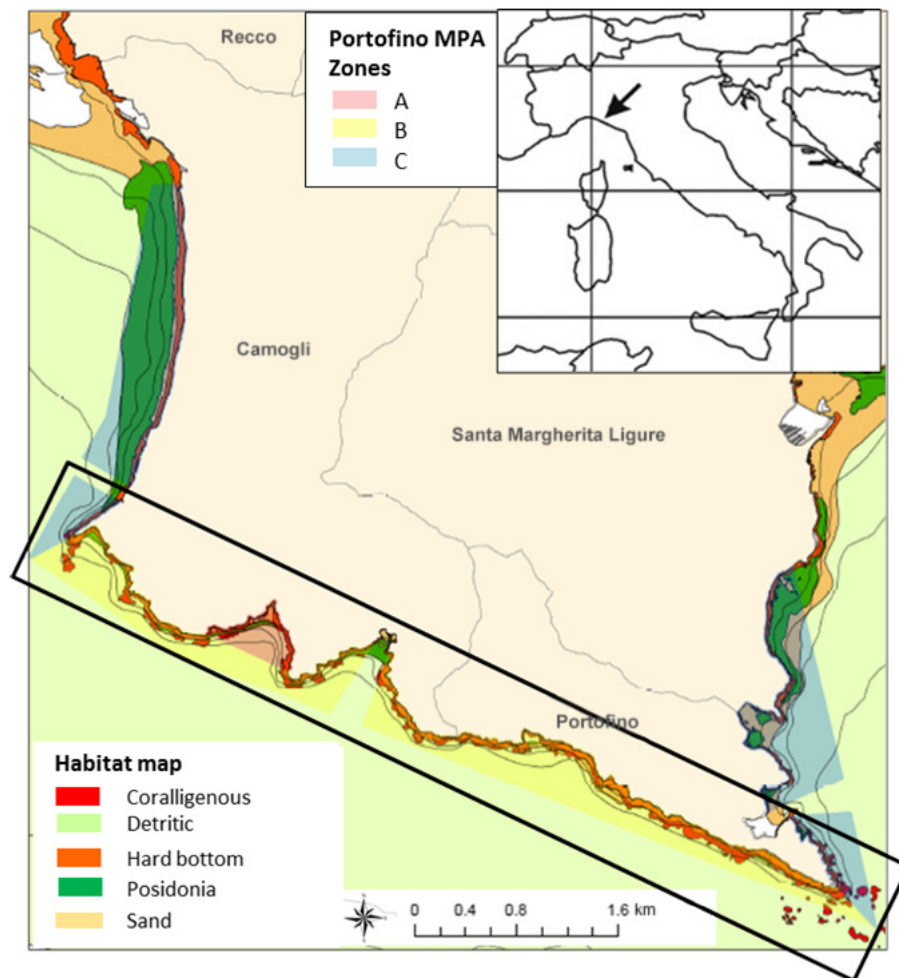 Recco
Portofino MPA
Zones
A
B
C
Camogli
Santa Margherita Ligure
Portofino
Habitat map
Coralligenous
Detritic
Hard bottom
Posidonia
Sand
0 0.4 0.8 1.6 km